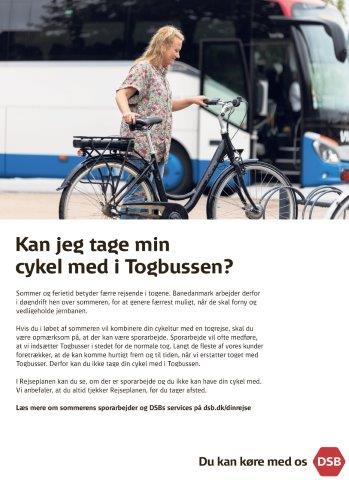 Kan jeg tage min
cykel med i Togbussen?
Sommer og ferietid betyder færre rejsende i togene. Banedanmark arbejder derfor
i døgndrift hen over sommeren, for at genere færrest muligt, når de skal forny og
vedligeholde jernbanen.
Hvis du i løbet af sommeren vil kombinere din cykeltur med en togrejse, skal du
være opmærksom på, at der kan være sporarbejde. Sporarbejde vil ofte medføre,
at vi indsætter Togbusser i stedet for de normale tog. Langt de fleste af vores kunder
foretrækker, at de kan komme hurtigt frem og til tiden, når vi erstatter toget med
Togbusser. Derfor kan du ikke tage din cykel med i Togbussen.
I Rejseplanen kan du se, om der er sporarbejde og du ikke kan have din cykel med.
Vi anbefaler, at du altid tjekker Rejseplanen, før du tager afsted.
Læs mere om sommerens sporarbejder og DSBs services på dsb.dk/dinrejse
Du kan køre med os DSB